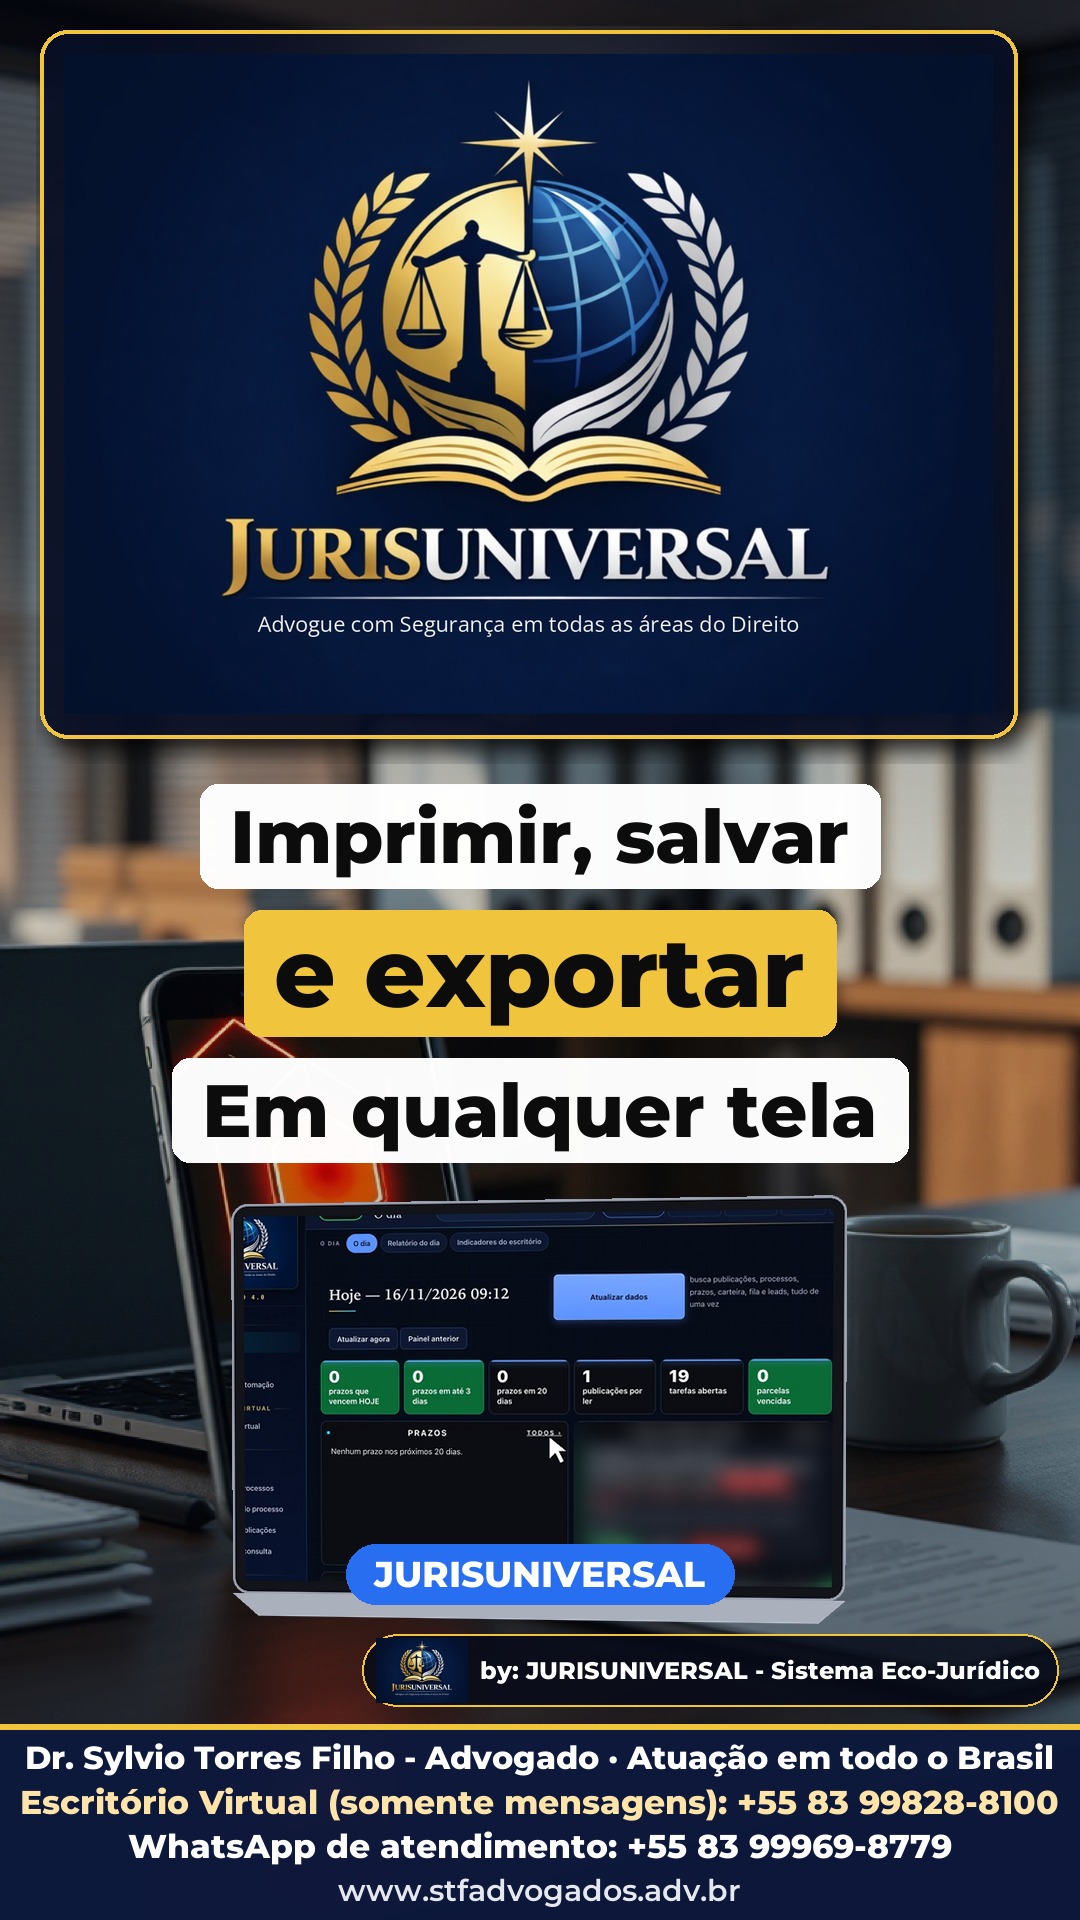 JURISUNIVERSAL
Advogue com Segurança em todas as áreas do Direito
Imprimir, salvar
e exportar
Em qualquer tela
VERSAL
4.0
O dia
O DIA
O dia
Relatório do dia
Indicadores do escritório
Hoje — 16/11/2026 09:12
Atualizar dados
busca publicações, processos,
prazos, carteira, fila e leads, tudo de
uma vez
Atualizar agora
Painel anterior
0
prazos que
vencem HOJE
0
prazos em até 3
dias
0
prazos em 20
dias
1
publicações por
ler
19
tarefas abertas
0
parcelas
vencidas
PRAZOS
TODOS ›
Nenhum prazo nos próximos 20 dias.
JURISUNIVERSAL
JURISUNIVERSAL
by: JURISUNIVERSAL - Sistema Eco-Jurídico
Dr. Sylvio Torres Filho - Advogado • Atuação em todo o Brasil
Escritório Virtual (somente mensagens): +55 83 99828-8100
WhatsApp de atendimento: +55 83 99969-8779
www.stfadvogados.adv.br